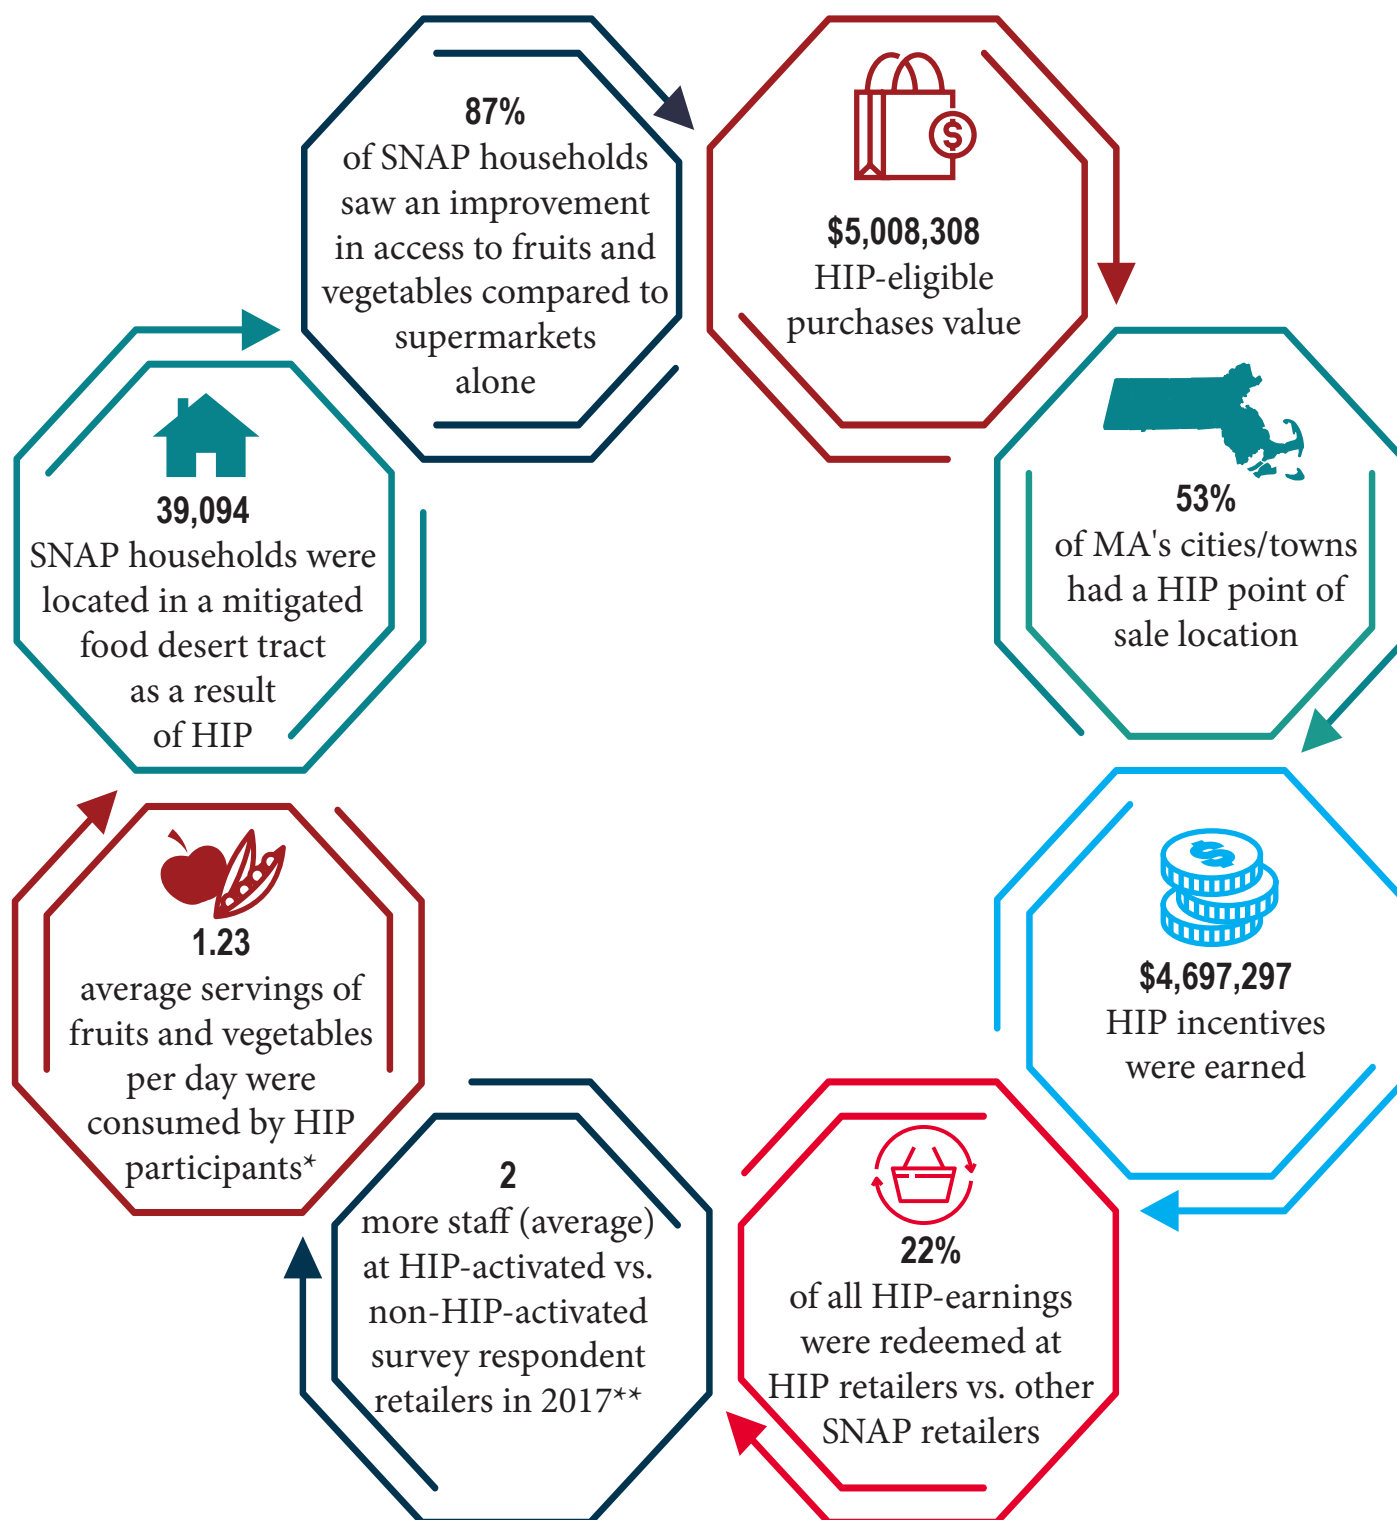 87%
of SNAP households
saw an improvement
in access to fruits and
vegetables compared to
supermarkets
alone
$
$5,008,308
HIP-eligible
purchases value
53%
of MA's cities/towns
had a HIP point of
sale location
$
$4,697,297
HIP incentives
were earned
22%
of all HIP-earnings
were redeemed at
HIP retailers vs. other
SNAP retailers
2
more staff (average)
at HIP-activated vs.
non-HIP-activated
survey respondent
retailers in 2017**
1.23
average servings of
fruits and vegetables
per day were
consumed by HIP
participants*
39,094
SNAP households were
located in a mitigated
food desert tract
as a result
of HIP